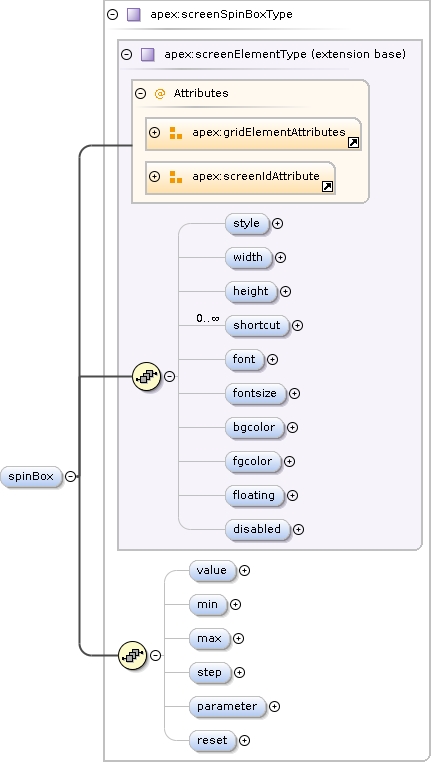 apex:screenSpinBoxType
apex:screenElementType (extension base)
@ Attributes
apex:gridElementAttributes
apex:screenIdAttribute
style
width
height
0..∞ shortcut
font
fontsize
bgcolor
fgcolor
floating
disabled
spinBox
value
min
max
step
parameter
reset